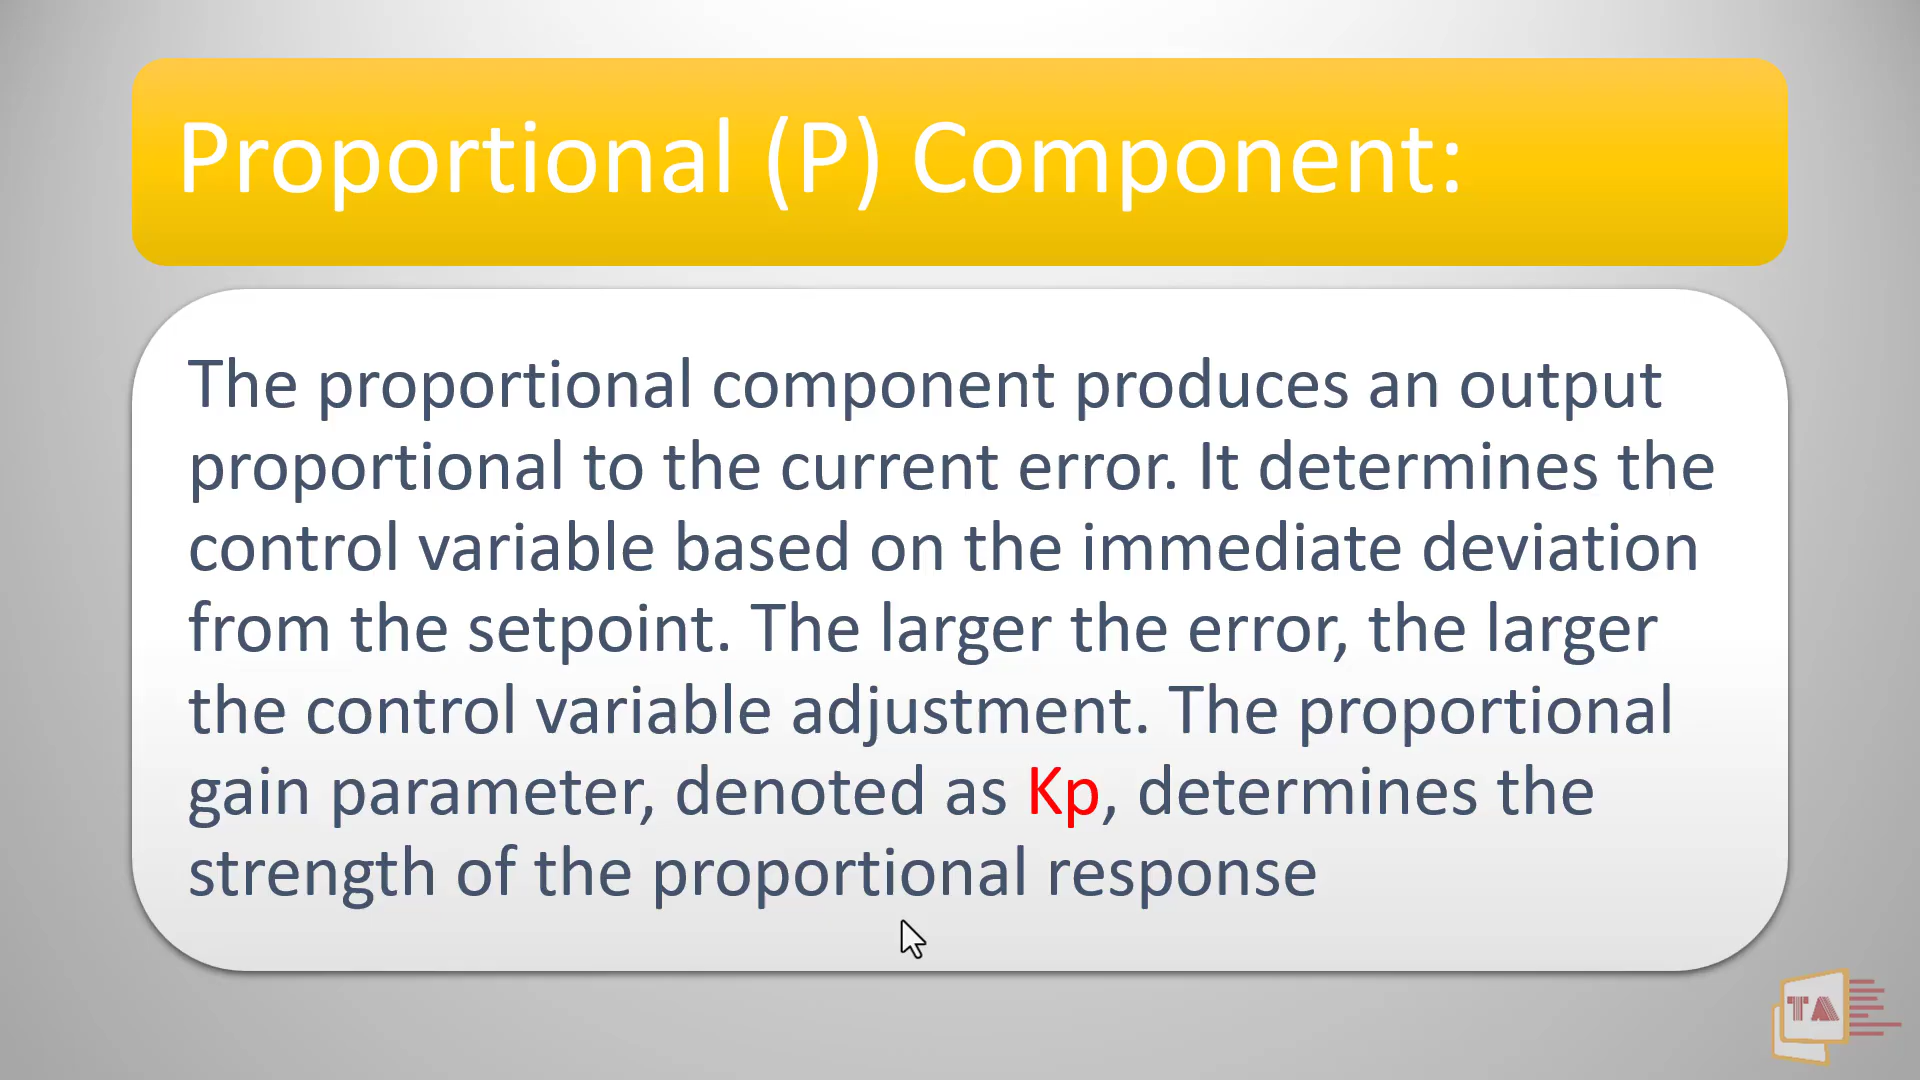 Proportional (P) Component:
The proportional component produces an output
proportional to the current error. It determines the
control variable based on the immediate deviation
from the setpoint. The larger the error, the larger
the control variable adjustment. The proportional
gain parameter, denoted as Kp, determines the
strength of the proportional response
TA